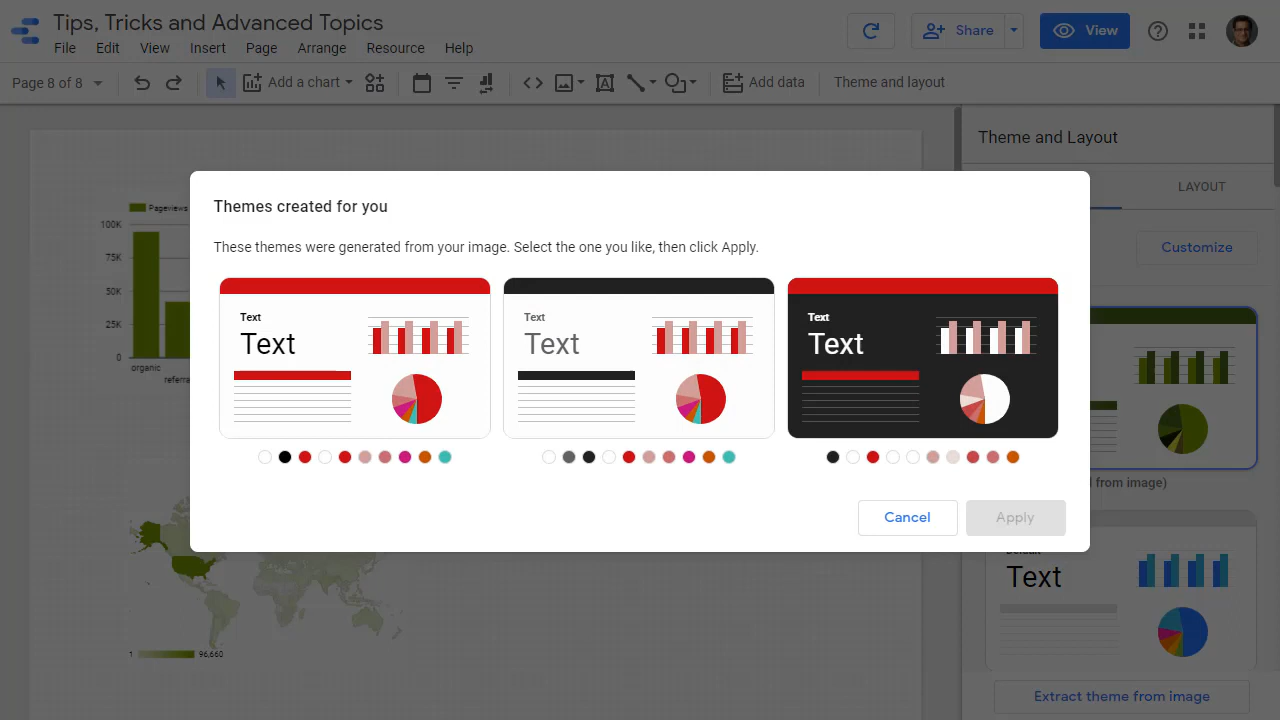 Tips, Tricks and Advanced Topics
File Edit View Insert Page Arrange Resource Help
Share
View
Page 8 of 8
Add a chart
Add data
Theme and layout
Theme and Layout
LAYOUT
Customize
Pageviews
100K
75K
50K
25K
0
organic
Themes created for you
These themes were generated from your image. Select the one you like, then click Apply.
Text
Text
Text
Text
Text
Text
Cancel
Apply
from image)
Text
1
96,660
Extract theme from image